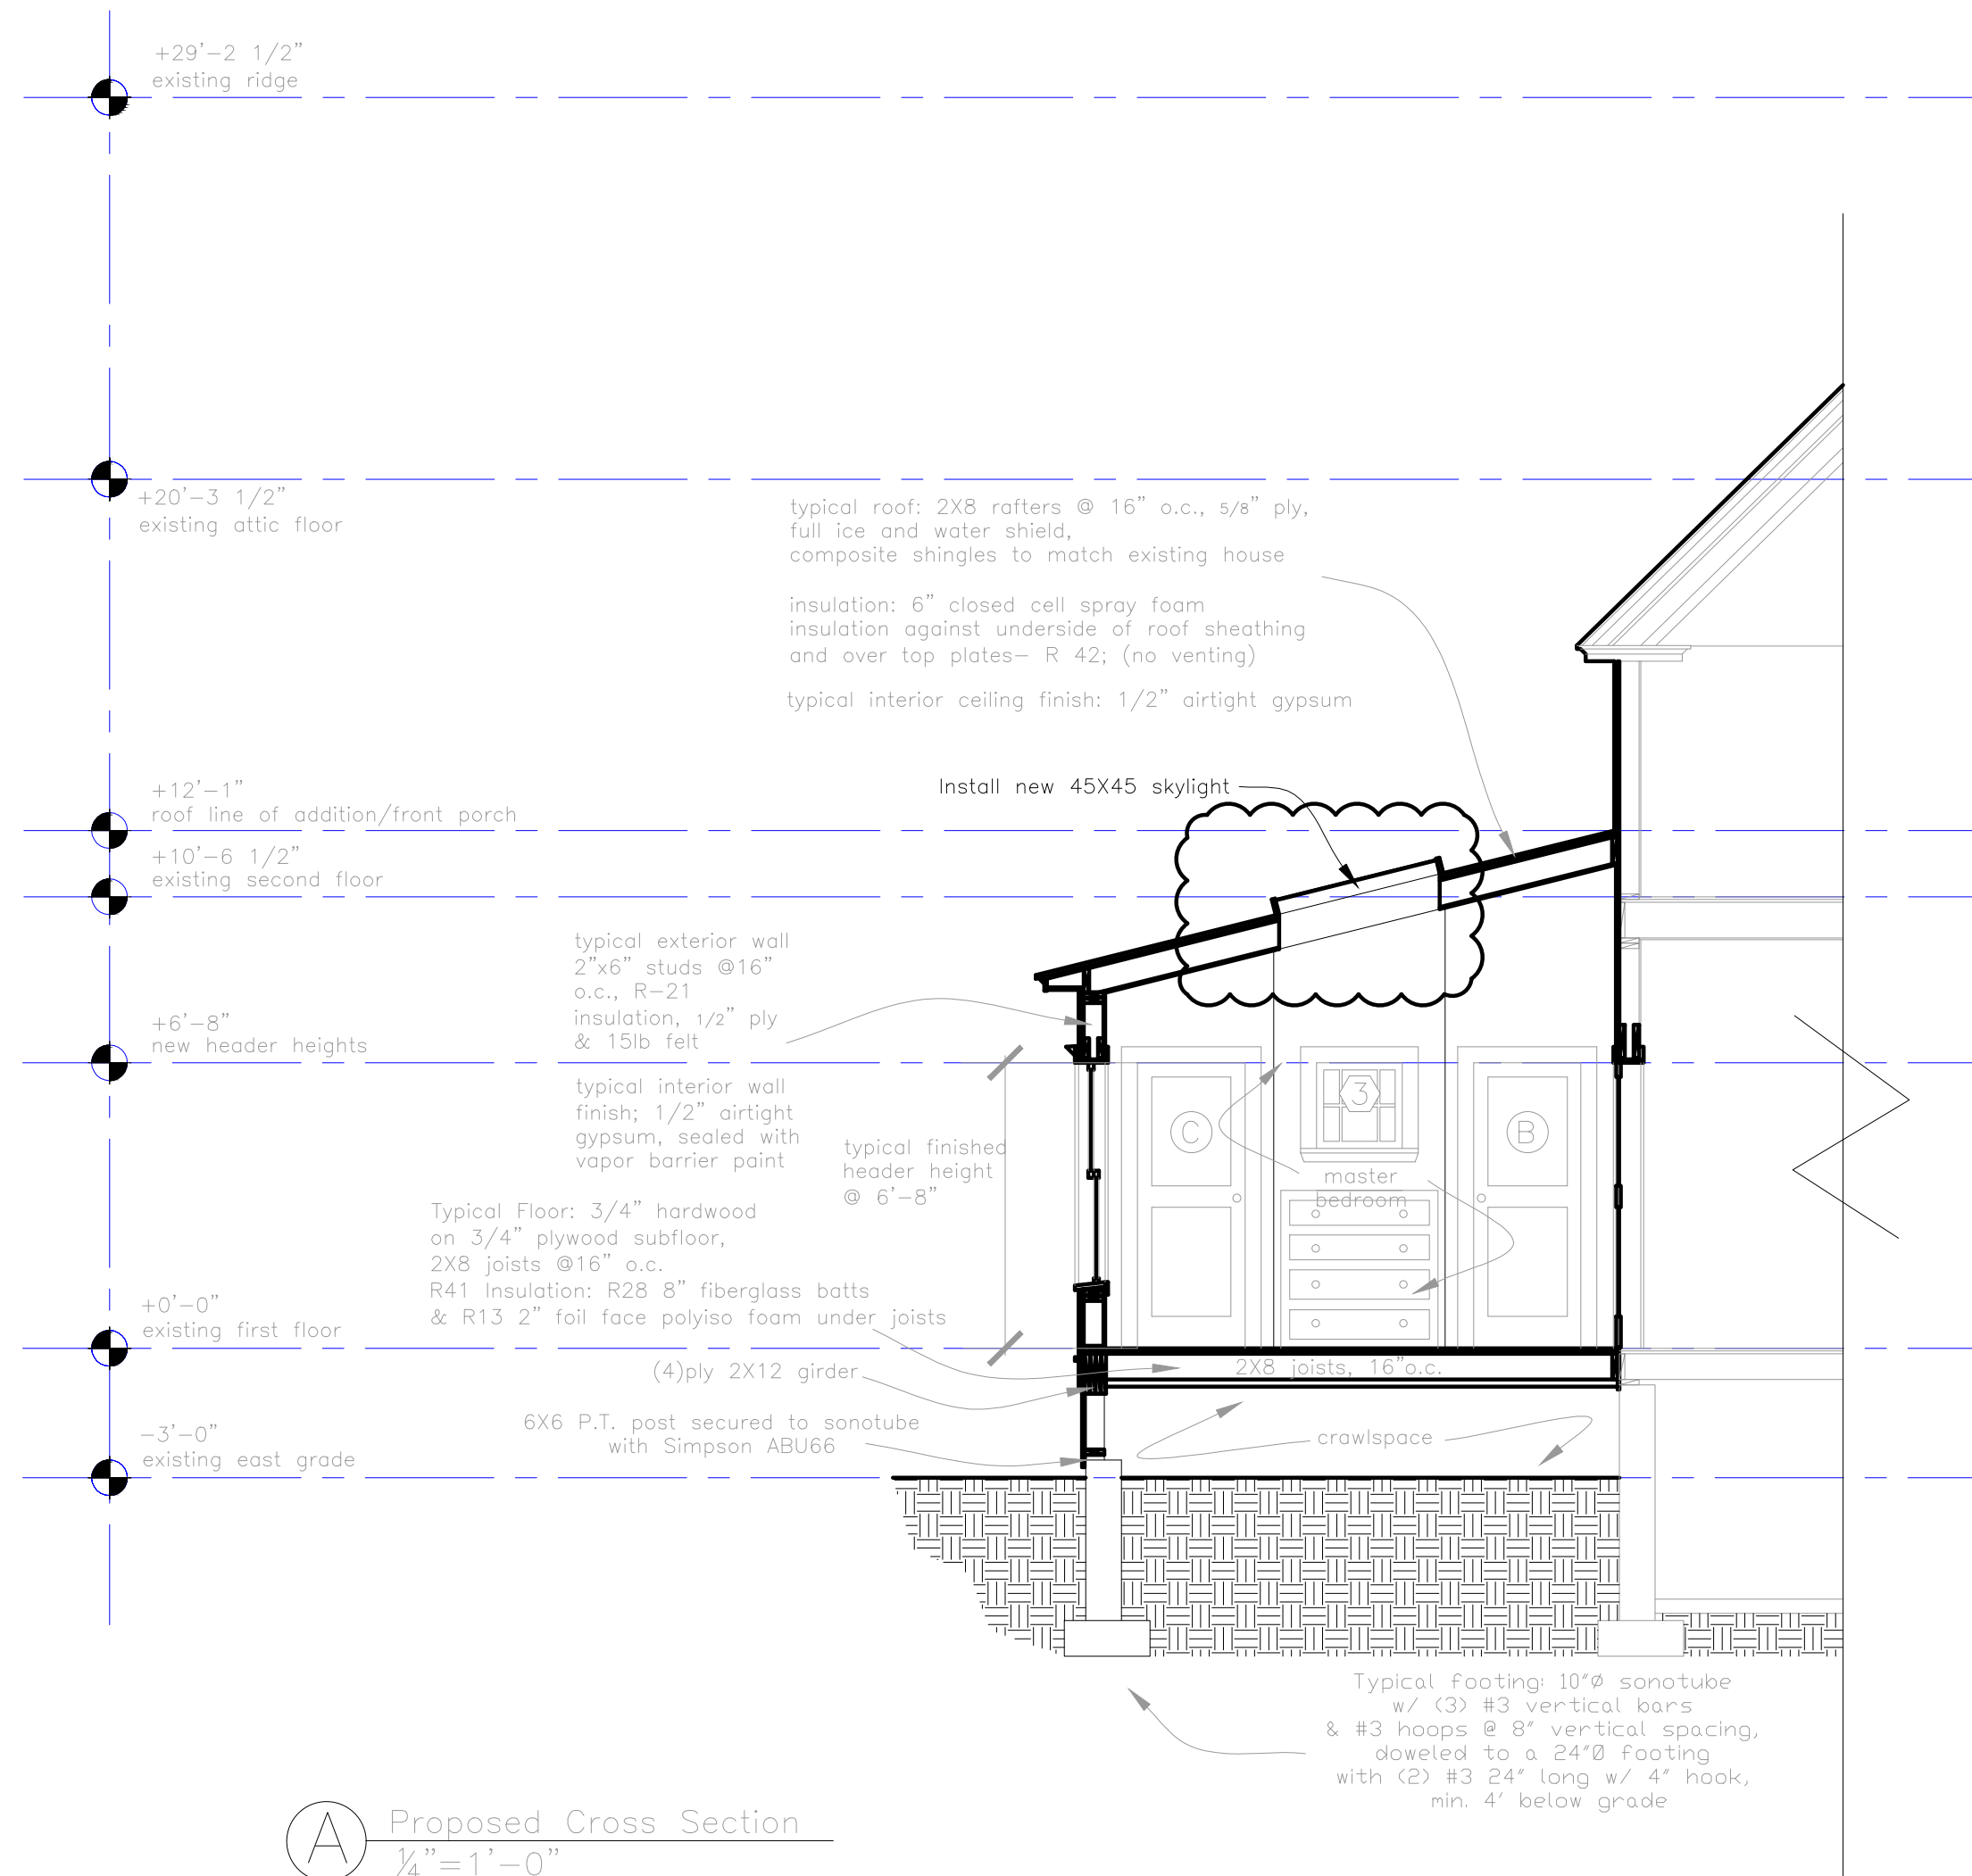 +29'-2 1/2"
existing ridge
+20'-3 1/2"
existing attic floor
typical roof: 2X8 rafters @ 16" o.c., 5/8" ply,
full ice and water shield,
composite shingles to match existing house
insulation: 6" closed cell spray foam
insulation against underside of roof sheathing
and over top plates- R 42; (no venting)
typical interior ceiling finish: 1/2" airtight gypsum
Install new 45X45 skylight
+12'-1"
roof line of addition/front porch
+10'-6 1/2"
existing second floor
typical exterior wall
2"x6" studs @16"
o.c., R-21
insulation, 1/2" ply
& 15lb felt
+6'-8"
new header heights
typical interior wall
finish; 1/2" airtight
gypsum, sealed with
vapor barrier paint
typical finished
header height
@ 6'-8"
C
3
B
master
bedroom
Typical Floor: 3/4" hardwood
on 3/4" plywood subfloor,
2X8 joists @16" o.c.
R41 Insulation: R28 8" fiberglass batts
& R13 2" foil face polyiso foam under joists
+0'-0"
existing first floor
(4)ply 2X12 girder
2X8 joists, 16"o.c.
6X6 P.T. post secured to sonotube
with Simpson ABU66
crawlspace
-3'-0"
existing east grade
Typical footing: 10"Ø sonotube
w/ (3) #3 vertical bars
& #3 hoops @ 8" vertical spacing,
doweled to a 24"Ø footing
with (2) #3 24" long w/ 4" hook,
min. 4' below grade
A
Proposed Cross Section
1/4"=1'-0"